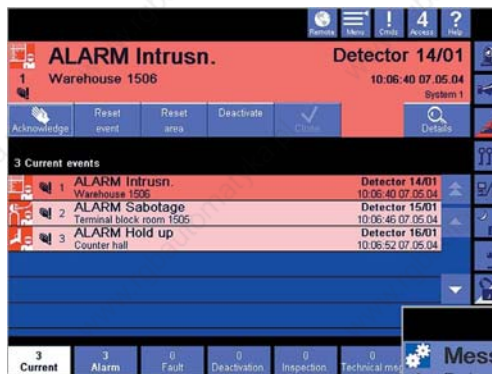 Remote Menu Cmds 4 Access ? Help
ALARM Intrusn. Detector 14/01
1 Warehouse 1506 10:06:40 07.05.04
System 1
Acknowledge Reset event Reset area Deactivate Close Details
3 Current events
1 ALARM Intrusn. Detector 14/01
Warehouse 1506 10:06:40 07.05.04
2 ALARM Sabotage Detector 15/01
Terminal block room 1505 10:06:46 07.05.04
3 ALARM Hold up Detector 16/01
Counter hall 10:06:52 07.05.04
3 Current 3 Alarm 0 Fault 0 Deactivation 0 Inspection 0 Technical msg
Mess